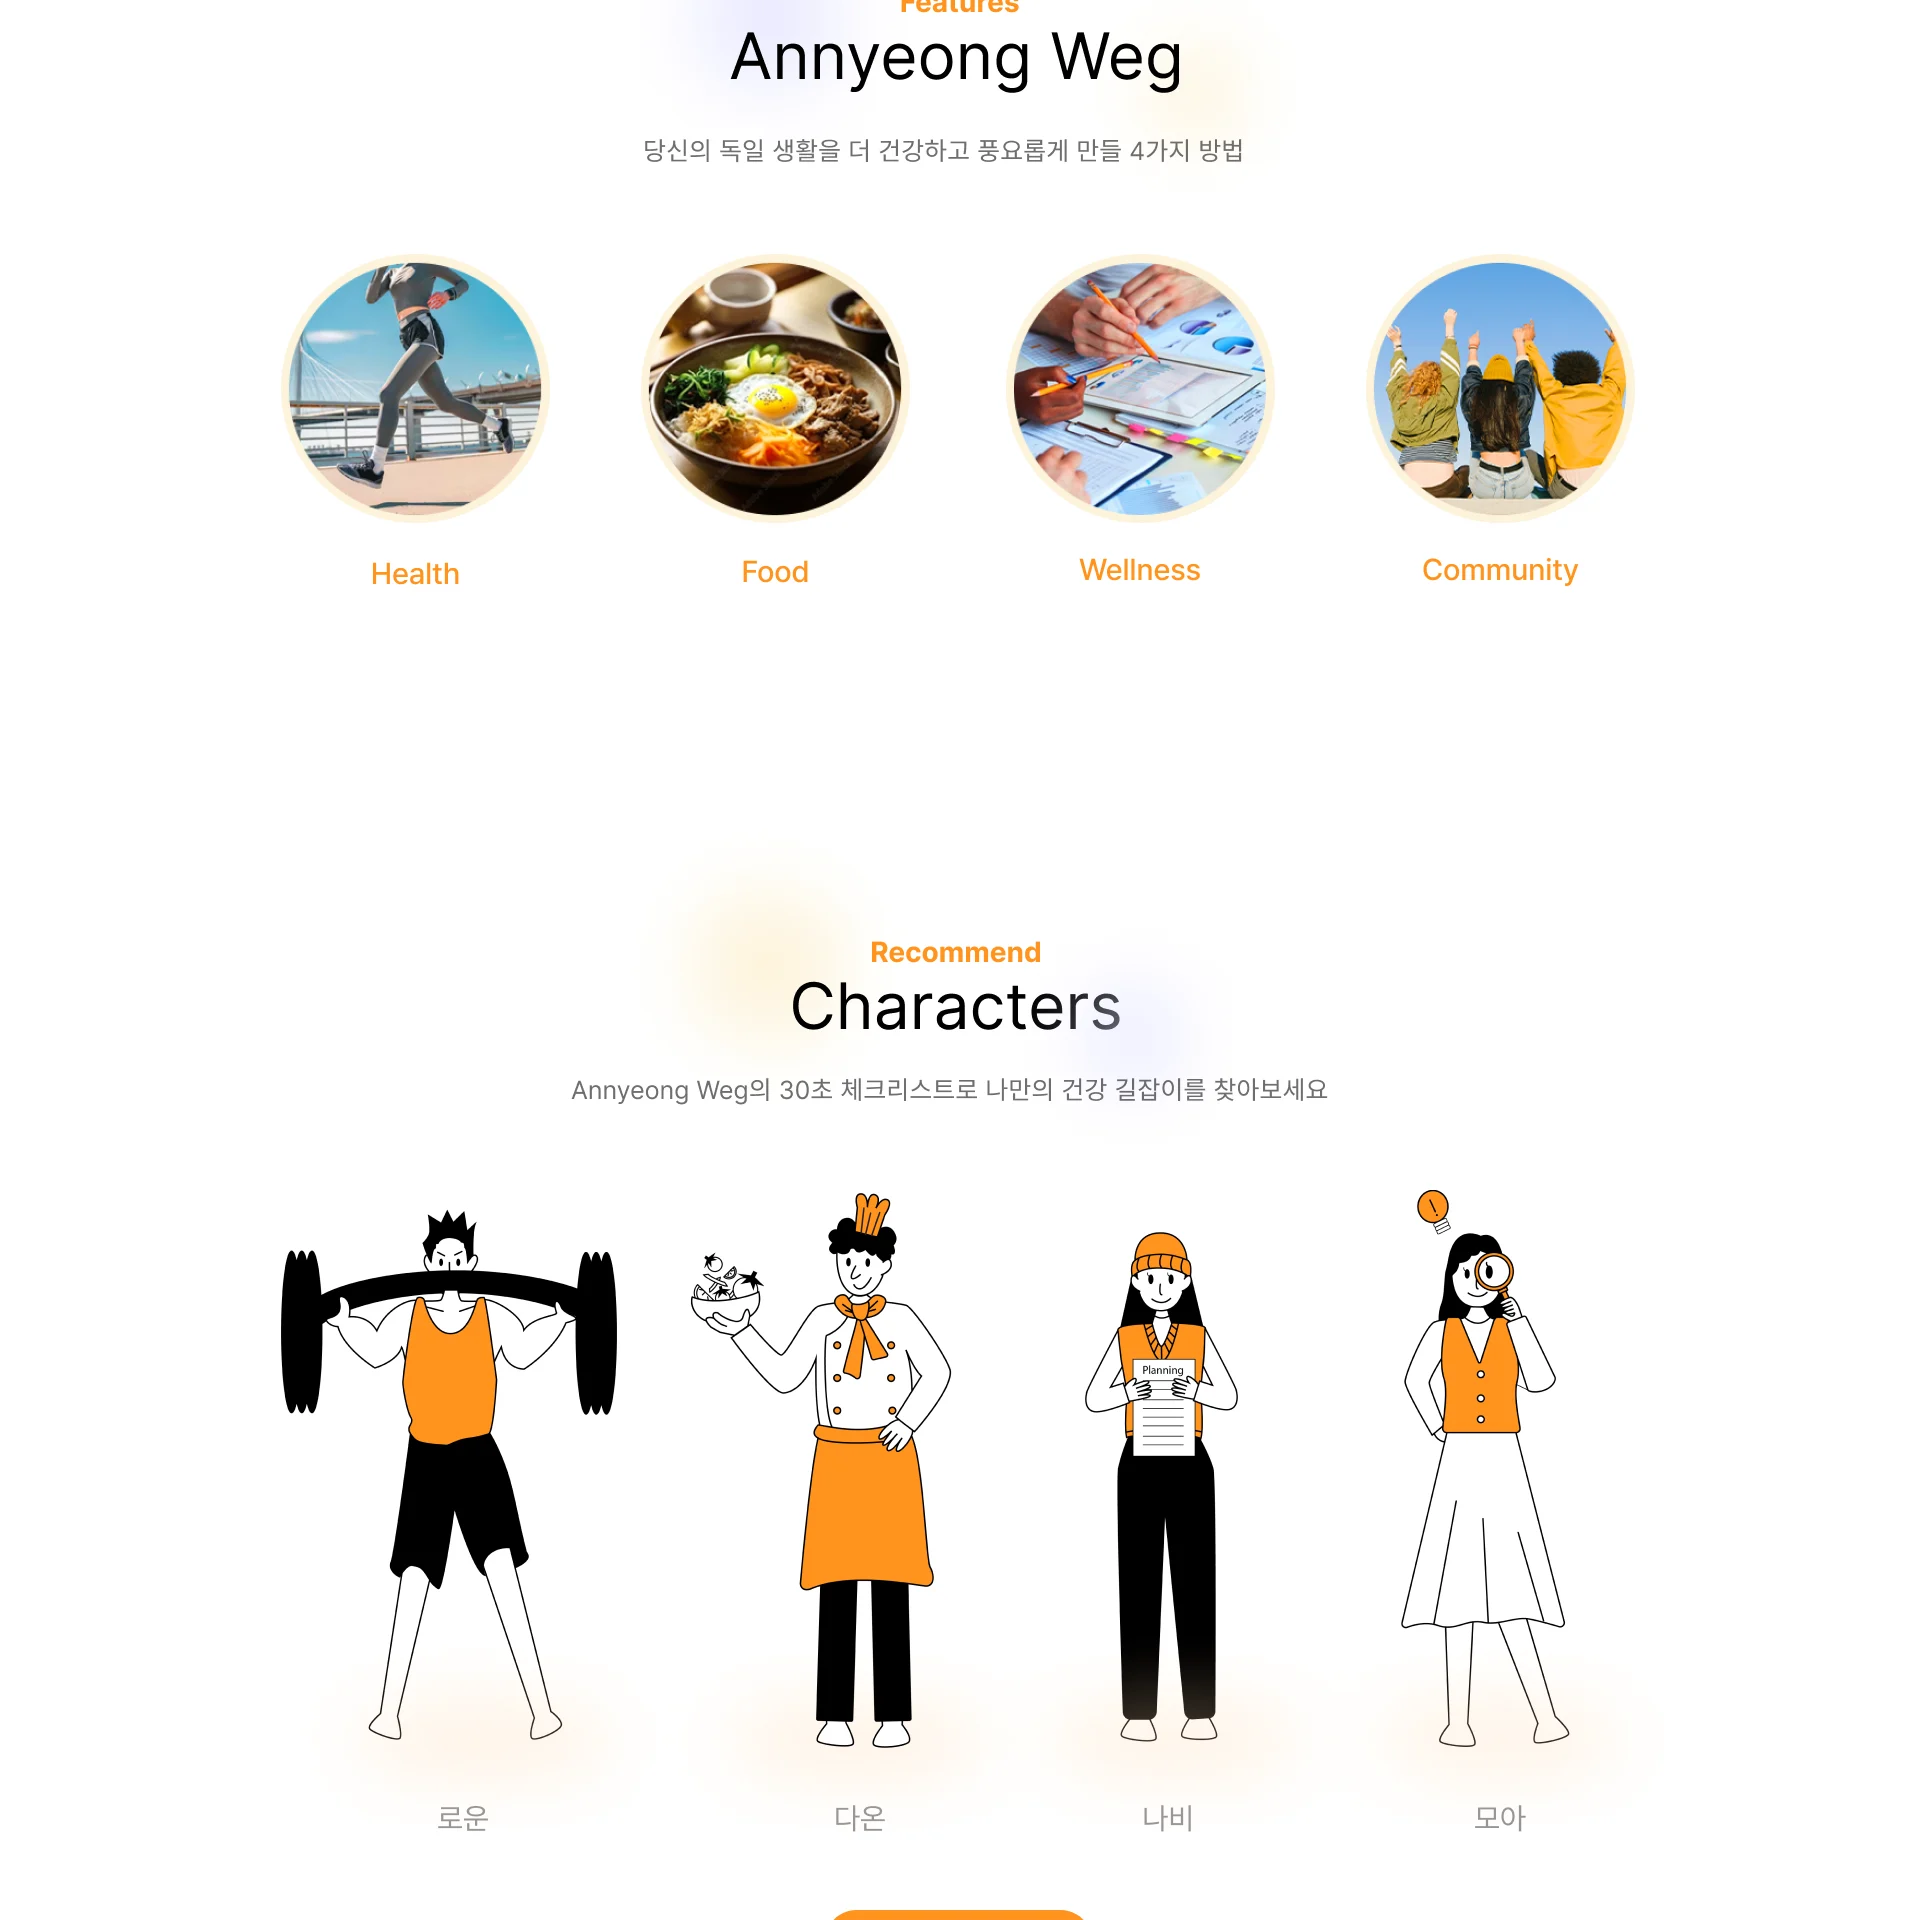 Features
Annyeong Weg
당신의 독일 생활을 더 건강하고 풍요롭게 만들 4가지 방법
Health
Food
Wellness
Community
Recommend
Characters
Annyeong Weg의 30초 체크리스트로 나만의 건강 길잡이를 찾아보세요
Planning
로운
다온
나비
모아